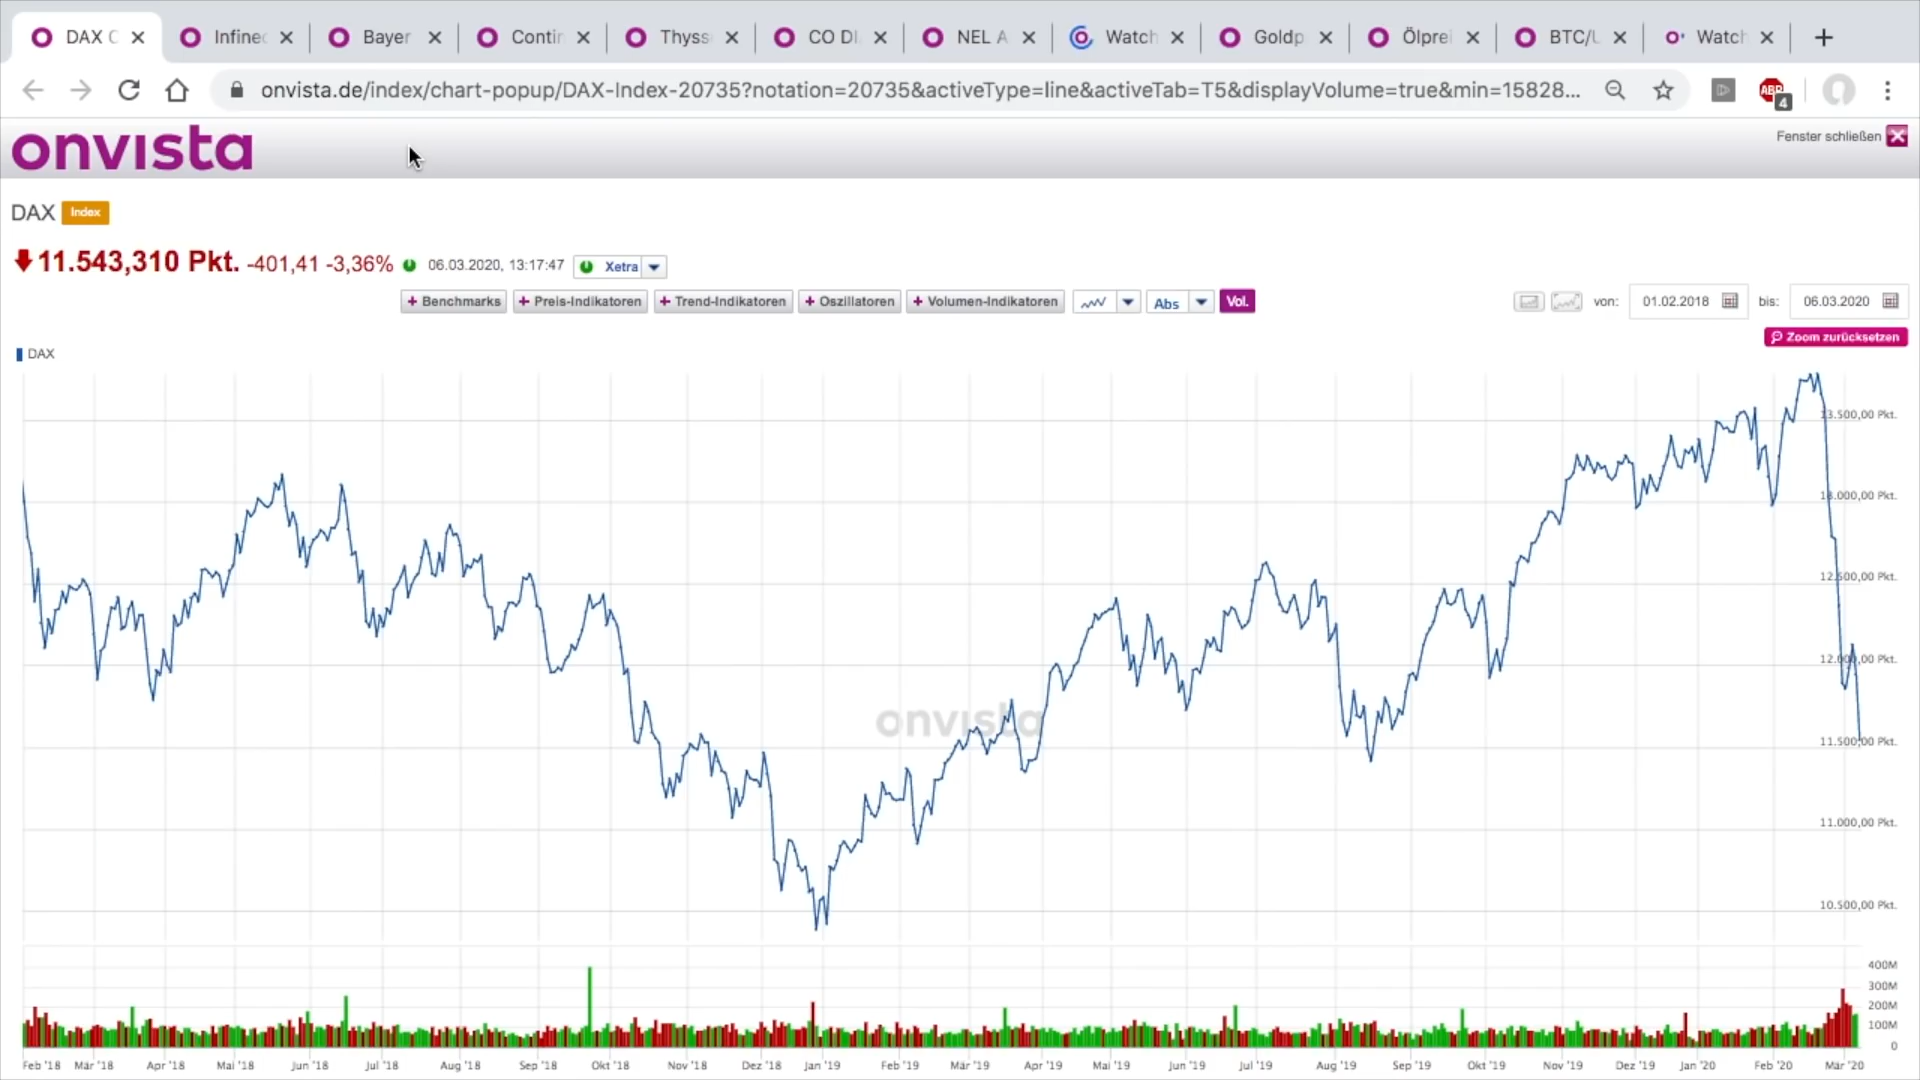 DAX C
Infinec
Bayer
Contin
Thyss
CO DI
NEL A
Watch
Goldp
Ölprei
BTC/U
Watch
onvista.de/index/chart-popup/DAX-Index-20735?notation=20735&activeType=line&activeTab=T5&displayVolume=true&min=15828...
ABP
4
onvista
Fenster schließen
DAX Index
11.543,310 Pkt. -401,41 -3,36% 06.03.2020, 13:17:47 Xetra
+ Benchmarks + Preis-Indikatoren + Trend-Indikatoren + Oszillatoren + Volumen-Indikatoren Abs Vol. von: 01.02.2018 bis: 06.03.2020
Zoom zurücksetzen
DAX
13.500,00 Pkt.
13.000,00 Pkt.
12.500,00 Pkt.
12.000,00 Pkt.
onvista
11.500,00 Pkt.
11.000,00 Pkt.
10.500,00 Pkt.
400M
300M
200M
100M
0
Feb '18 Mär '18 Apr '18 Mai '18 Jun '18 Jul '18 Aug '18 Sep '18 Okt '18 Nov '18 Dez '18 Jan '19 Feb '19 Mär '19 Apr '19 Mai '19 Jun '19 Jul '19 Aug '19 Sep '19 Okt '19 Nov '19 Dez '19 Jan '20 Feb '20 Mär '20